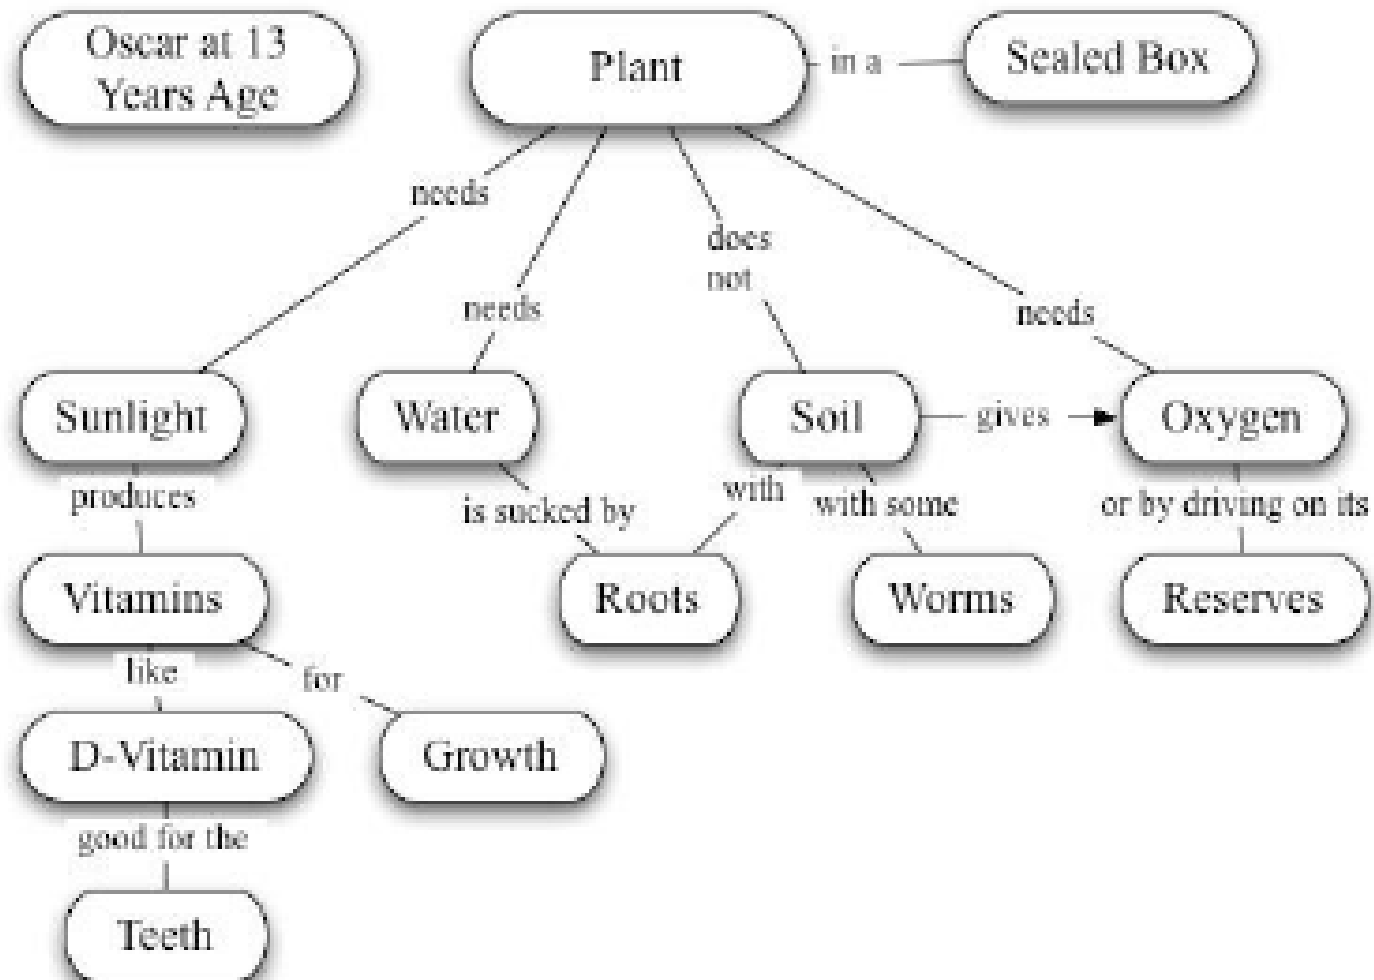 Oscar at 13
Years Age
Plant
in a
Sealed Box
needs
needs
does
not
needs
Sunlight
Water
Soil
gives
Oxygen
produces
is sucked by
with
with some
or by driving on its
Vitamins
Roots
Worms
Reserves
like
for
D-Vitamin
Growth
good for the
Teeth